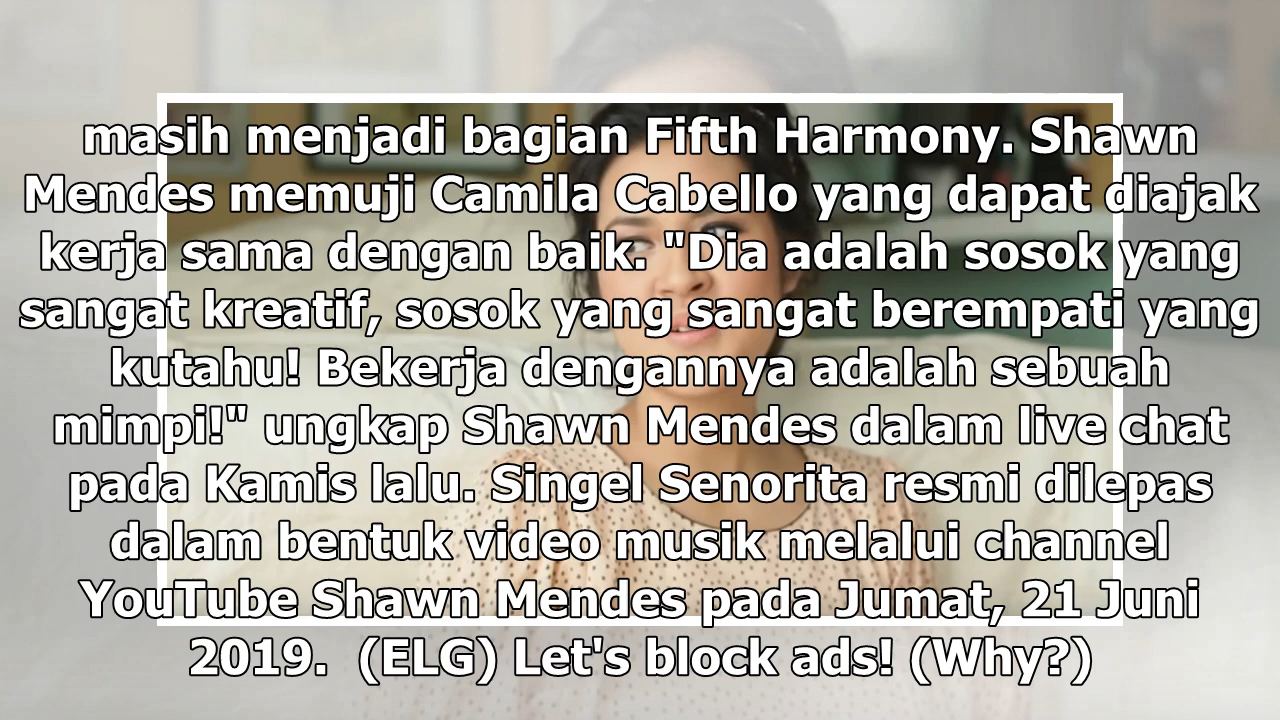 masih menjadi bagian Fifth Harmony. Shawn
Mendes memuji Camila Cabello yang dapat diajak
kerja sama dengan baik. "Dia adalah sosok yang
sangat kreatif, sosok yang sangat berempati yang
kutahu! Bekerja dengannya adalah sebuah
mimpi!" ungkap Shawn Mendes dalam live chat
pada Kamis lalu. Singel Senorita resmi dilepas
dalam bentuk video musik melalui channel
YouTube Shawn Mendes pada Jumat, 21 Juni
2019.  (ELG) Let's block ads! (Why?)